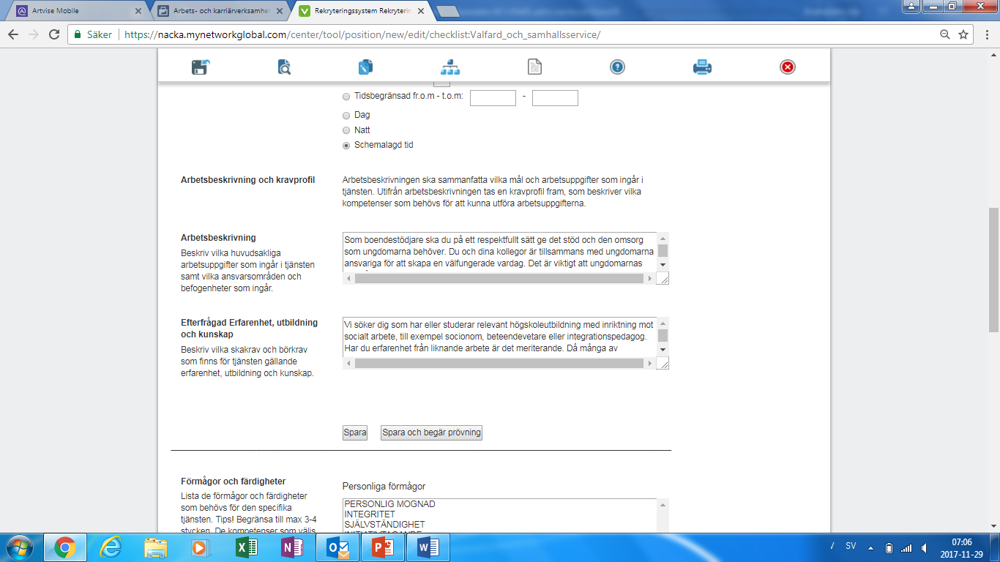 Artvise Mobile
Arbets- och karriärverksamhet
Rekryteringssystem Rekryterin
Säker
https://nacka.mynetworkglobal.com/center/tool/position/new/edit/checklist:Valfard_och_samhallsservice/
Tidsbegränsad fr.o.m - t.o.m: -
Dag
Natt
Schemalagd tid
Arbetsbeskrivning och kravprofil
Arbetsbeskrivningen ska sammanfatta vilka mål och arbetsuppgifter som ingår i
tjänsten. Utifrån arbetsbeskrivningen tas en kravprofil fram, som beskriver vilka
kompetenser som behövs för att kunna utföra arbetsuppgifterna.
Arbetsbeskrivning
Beskriv vilka huvudsakliga
arbetsuppgifter som ingår i tjänsten
samt vilka ansvarsområden och
befogenheter som ingår.
Som boendestödjare ska du på ett respektfullt sätt ge det stöd och den omsorg
som ungdomarna behöver. Du och dina kollegor är tillsammans med ungdomarna
ansvariga för att skapa en välfungerade vardag. Det är viktigt att ungdomarnas
Efterfrågad Erfarenhet, utbildning
och kunskap
Beskriv vilka skakrav och börkrav
som finns för tjänsten gällande
erfarenhet, utbildning och kunskap.
Vi söker dig som har eller studerar relevant högskoleutbildning med inriktning mot
socialt arbete, till exempel socionom, beteendevetare eller integrationspedagog.
Har du erfarenhet från liknande arbete är det meriterande. Då många av
Spara
Spara och begär prövning
Förmågor och färdigheter
Lista de förmågor och färdigheter
som behövs för den specifika
tjänsten. Tips! Begränsa till max 3-4
stycken. De kompetenser som väljs
Personliga förmågor
PERSONLIG MOGNAD
INTEGRITET
SJÄLVSTÄNDIGHET
INITIATIVTAGANDE
SV
07:06
2017-11-29